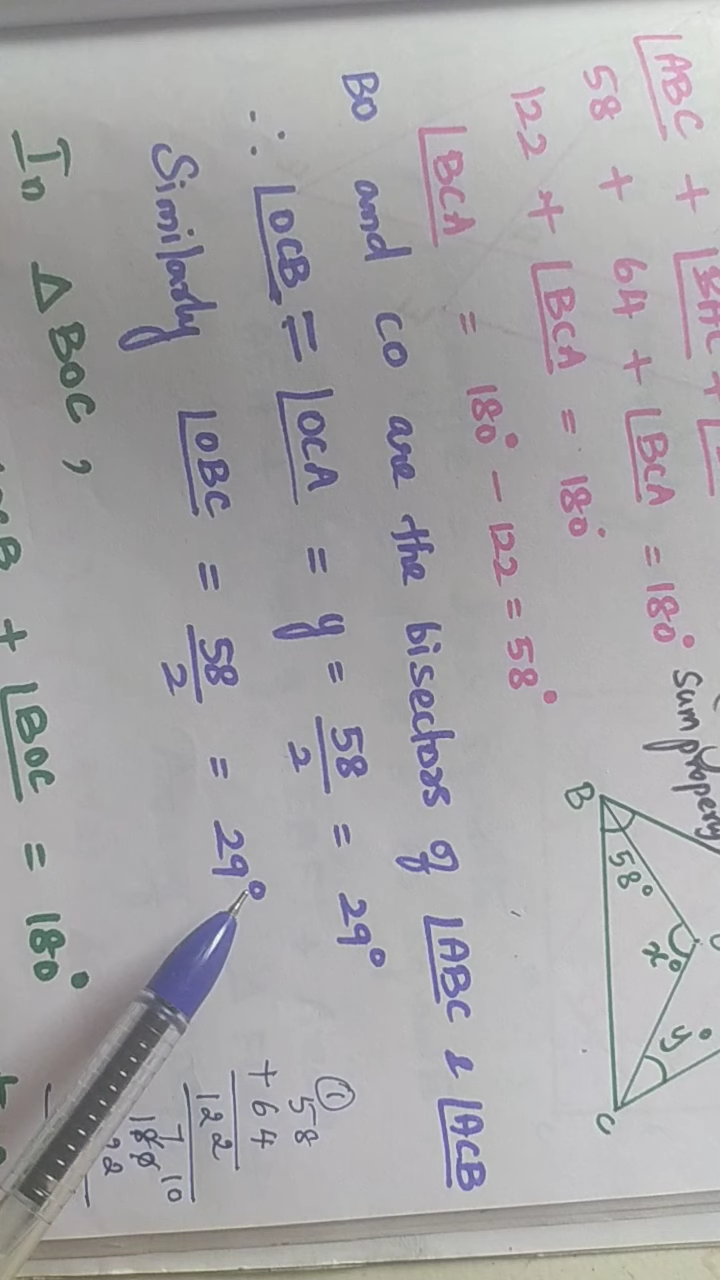 ∠ABC + ∠BAC +
58 + 64 + ∠BCA = 180°
sum property
122 + ∠BCA = 180°
∠BCA = 180° - 122 = 58°
BO and CO are the bisectors of ∠ABC & ∠ACB
∴ ∠OCB = ∠OCA = y = 58/2 = 29°
Similarly ∠OBC = 58/2 = 29°
In △BOC,
+ ∠BOC = 180°
B
58°
x°
y°
C
①
58
+ 64
122
7 10
180